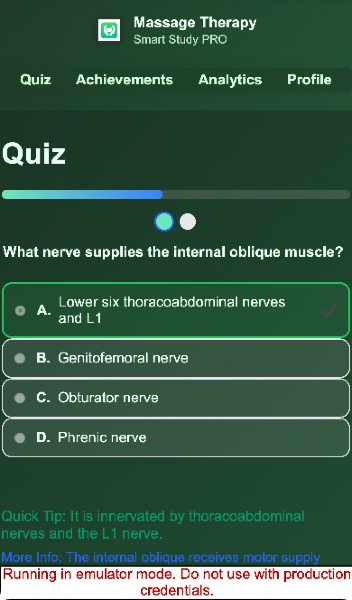 Massage Therapy
Smart Study PRO
Quiz Achievements Analytics Profile
Quiz
What nerve supplies the internal oblique muscle?
A. Lower six thoracoabdominal nerves
and L1
B. Genitofemoral nerve
C. Obturator nerve
D. Phrenic nerve
Quick Tip: It is innervated by thoracoabdominal
nerves and the L1 nerve.
More Info: The internal oblique receives motor supply
Running in emulator mode. Do not use with production
credentials.